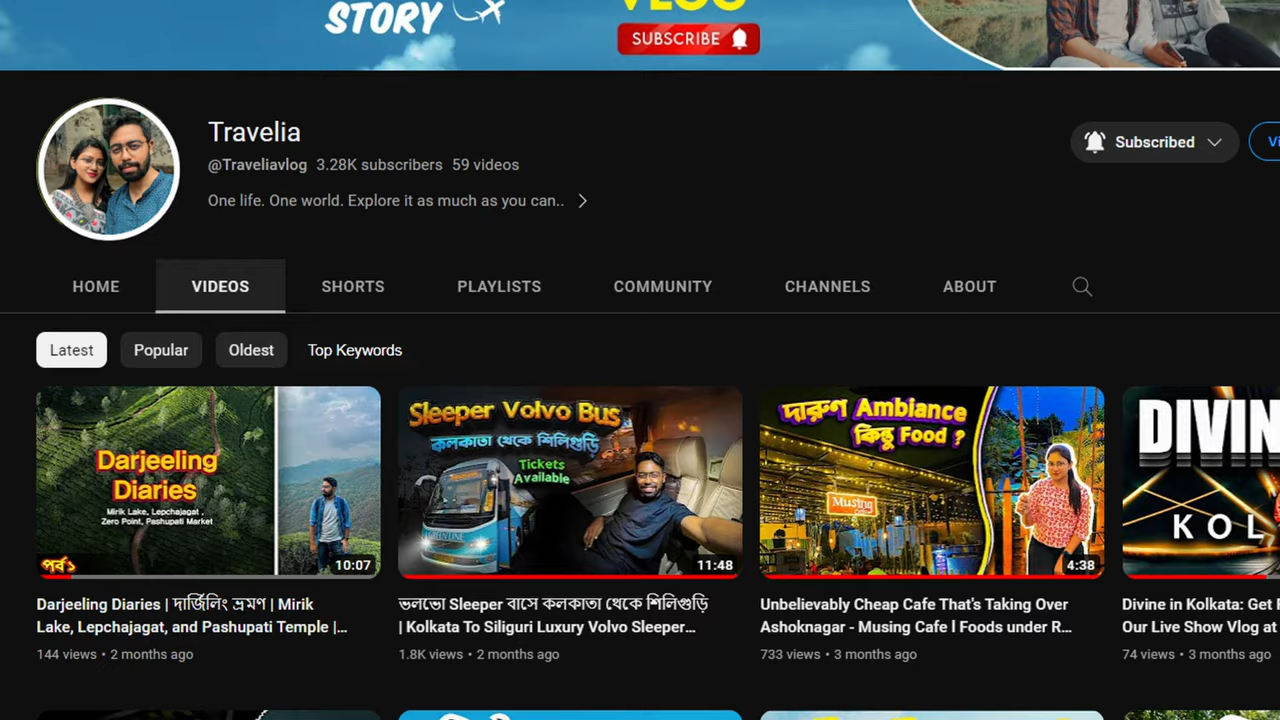 STORY
VLOG
SUBSCRIBE
Travelia
@Traveliavlog 3.28K subscribers 59 videos
Subscribed
One life. One world. Explore it as much as you can..
HOME VIDEOS SHORTS PLAYLISTS COMMUNITY CHANNELS ABOUT
Latest Popular Oldest Top Keywords
Darjeeling
Diaries
Mirik Lake, Lepchajagat,
Zero Point, Pashupati Market
পর্ব ১
10:07
Sleeper Volvo Bus
কলকাতা থেকে শিলিগুড়ি
Tickets
Available
GREENLINE
11:48
দারুণ Ambiance
কিন্তু Food ?
Musing
4:38
DIVIN
KOL
Darjeeling Diaries | দার্জিলিং ভ্রমণ | Mirik
Lake, Lepchajagat, and Pashupati Temple |...
144 views • 2 months ago
ভলভো Sleeper বাসে কলকাতা থেকে শিলিগুড়ি
| Kolkata To Siliguri Luxury Volvo Sleeper...
1.8K views • 2 months ago
Unbelievably Cheap Cafe That's Taking Over
Ashoknagar - Musing Cafe l Foods under R...
733 views • 3 months ago
Divine in Kolkata: Get
Our Live Show Vlog at
74 views • 3 months ago